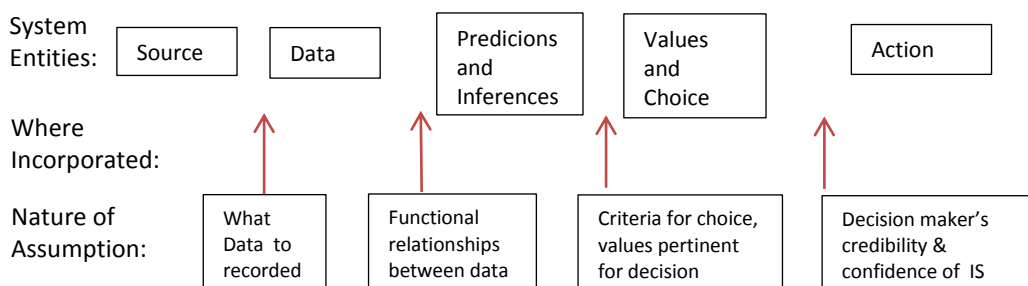 System
Entities:
Source
Data
Predicions
and
Inferences
Values
and
Choice
Action
Where
Incorporated:
Nature of
Assumption:
What
Data to
recorded
Functional
relationships
between data
Criteria for choice,
values pertinent
for decision
Decision maker’s
credibility &
confidence of IS